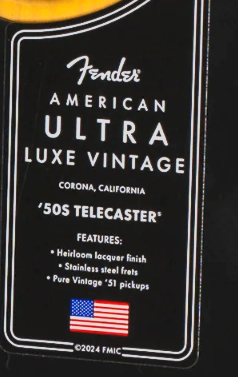 Fender
AMERICAN
ULTRA
LUXE VINTAGE
CORONA, CALIFORNIA
'50S TELECASTER®
FEATURES:
• Heirloom lacquer finish
• Stainless steel frets
• Pure Vintage '51 pickups
©2024 FMIC